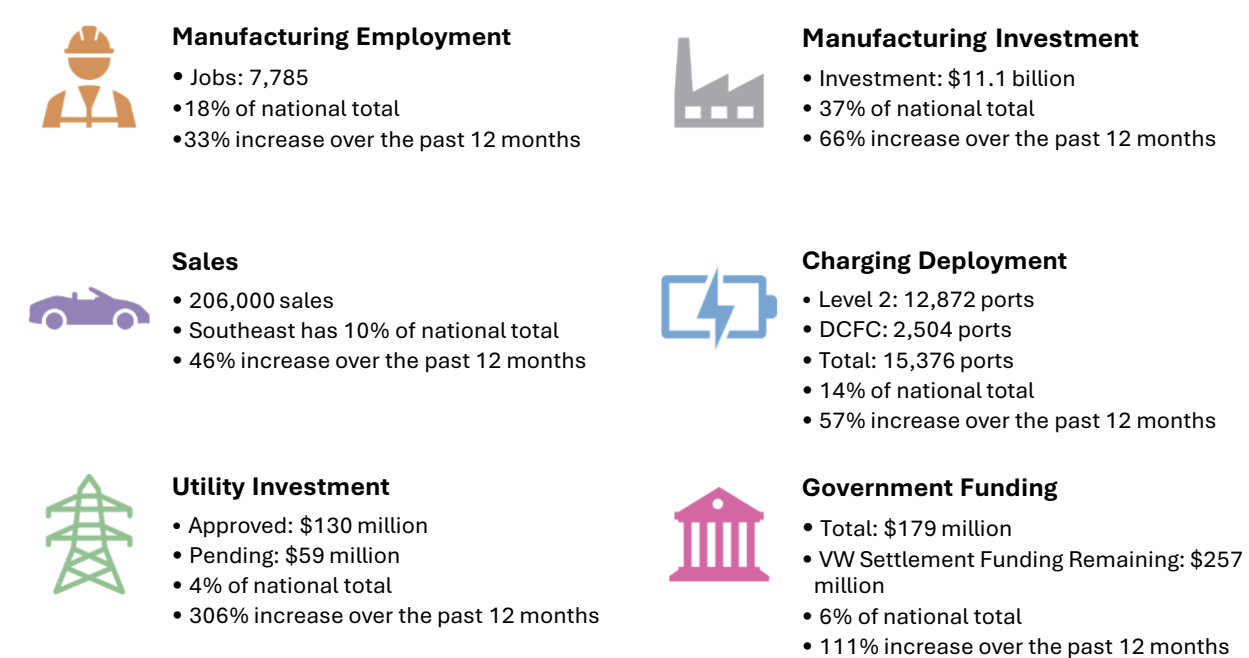 Manufacturing Employment
• Jobs: 7,785
•18% of national total
•33% increase over the past 12 months
Manufacturing Investment
• Investment: $11.1 billion
• 37% of national total
• 66% increase over the past 12 months
Sales
• 206,000 sales
• Southeast has 10% of national total
• 46% increase over the past 12 months
Charging Deployment
• Level 2: 12,872 ports
• DCFC: 2,504 ports
• Total: 15,376 ports
• 14% of national total
• 57% increase over the past 12 months
Utility Investment
• Approved: $130 million
• Pending: $59 million
• 4% of national total
• 306% increase over the past 12 months
Government Funding
• Total: $179 million
• VW Settlement Funding Remaining: $257
million
• 6% of national total
• 111% increase over the past 12 months